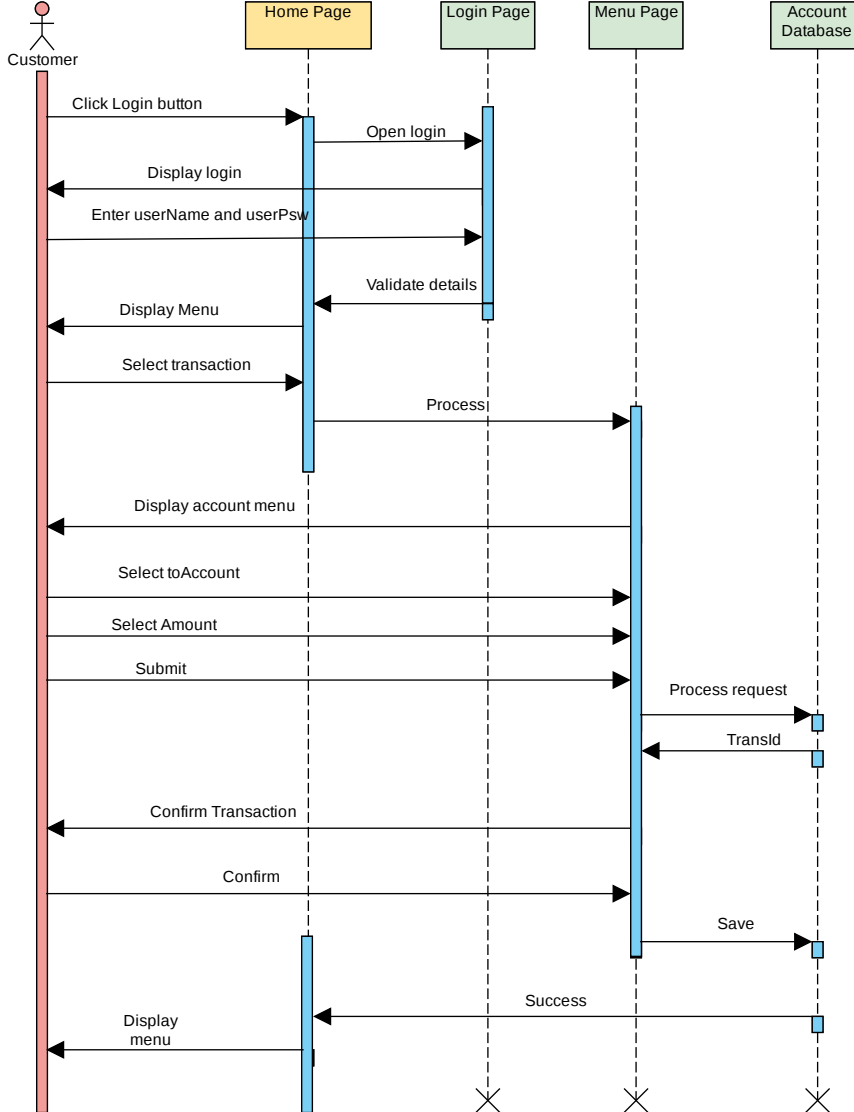 Home Page
Login Page
Menu Page
Account
Database
Customer
Click Login button
Open login
Display login
Enter userName and userPsw
Validate details
Display Menu
Select transaction
Process
Display account menu
Select toAccount
Select Amount
Submit
Process request
TransId
Confirm Transaction
Confirm
Save
Success
Display
menu